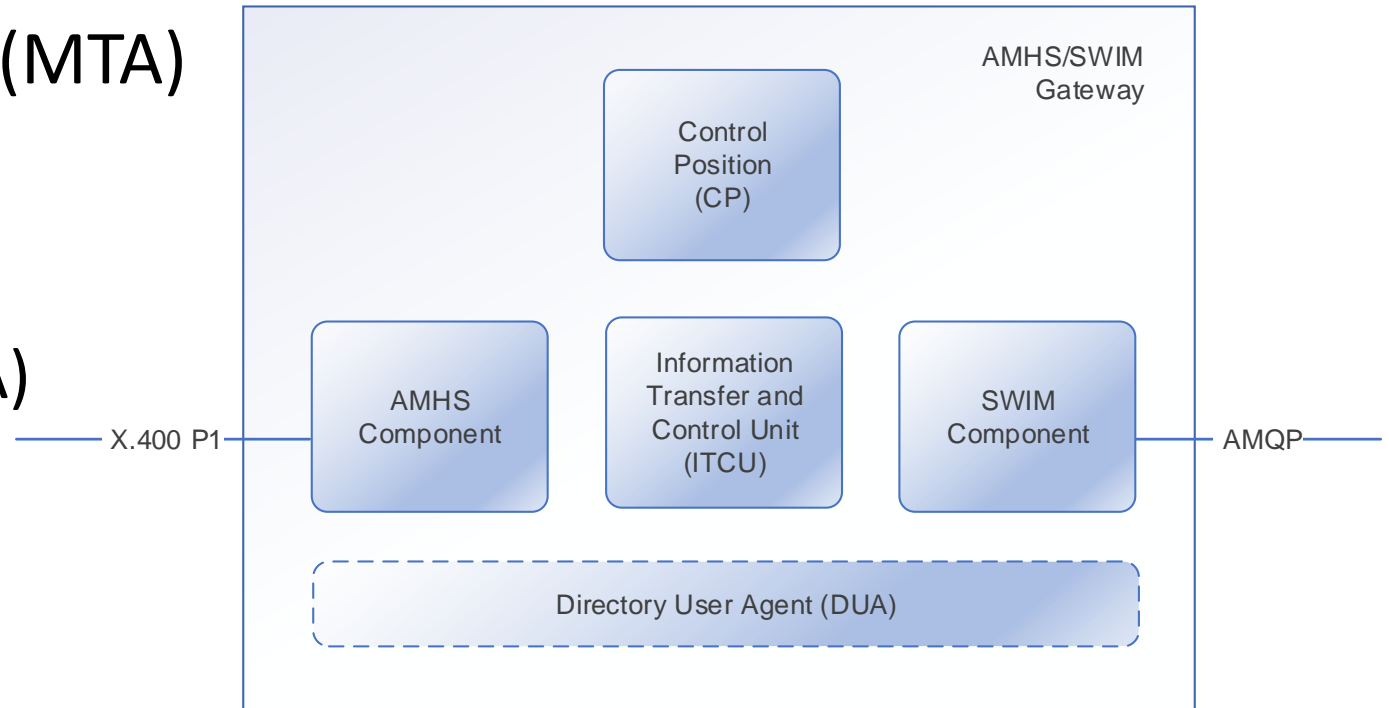 (MTA)
AMHS/SWIM
Gateway
Control
Position
(CP)
A)
X.400 P1
AMHS
Component
Information
Transfer and
Control Unit
(ITCU)
SWIM
Component
AMQP
Directory User Agent (DUA)